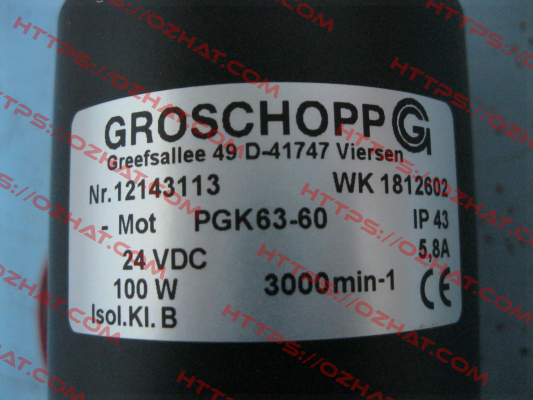 GROSCHOPP G
Greefsallee 49 D-41747 Viersen
Nr.12143113 WK 1812602
- Mot PGK63-60 IP 43
24 VDC 5,8A
100 W 3000min-1 CE
Isol.Kl. B
HTTPS://OZHAT.COM